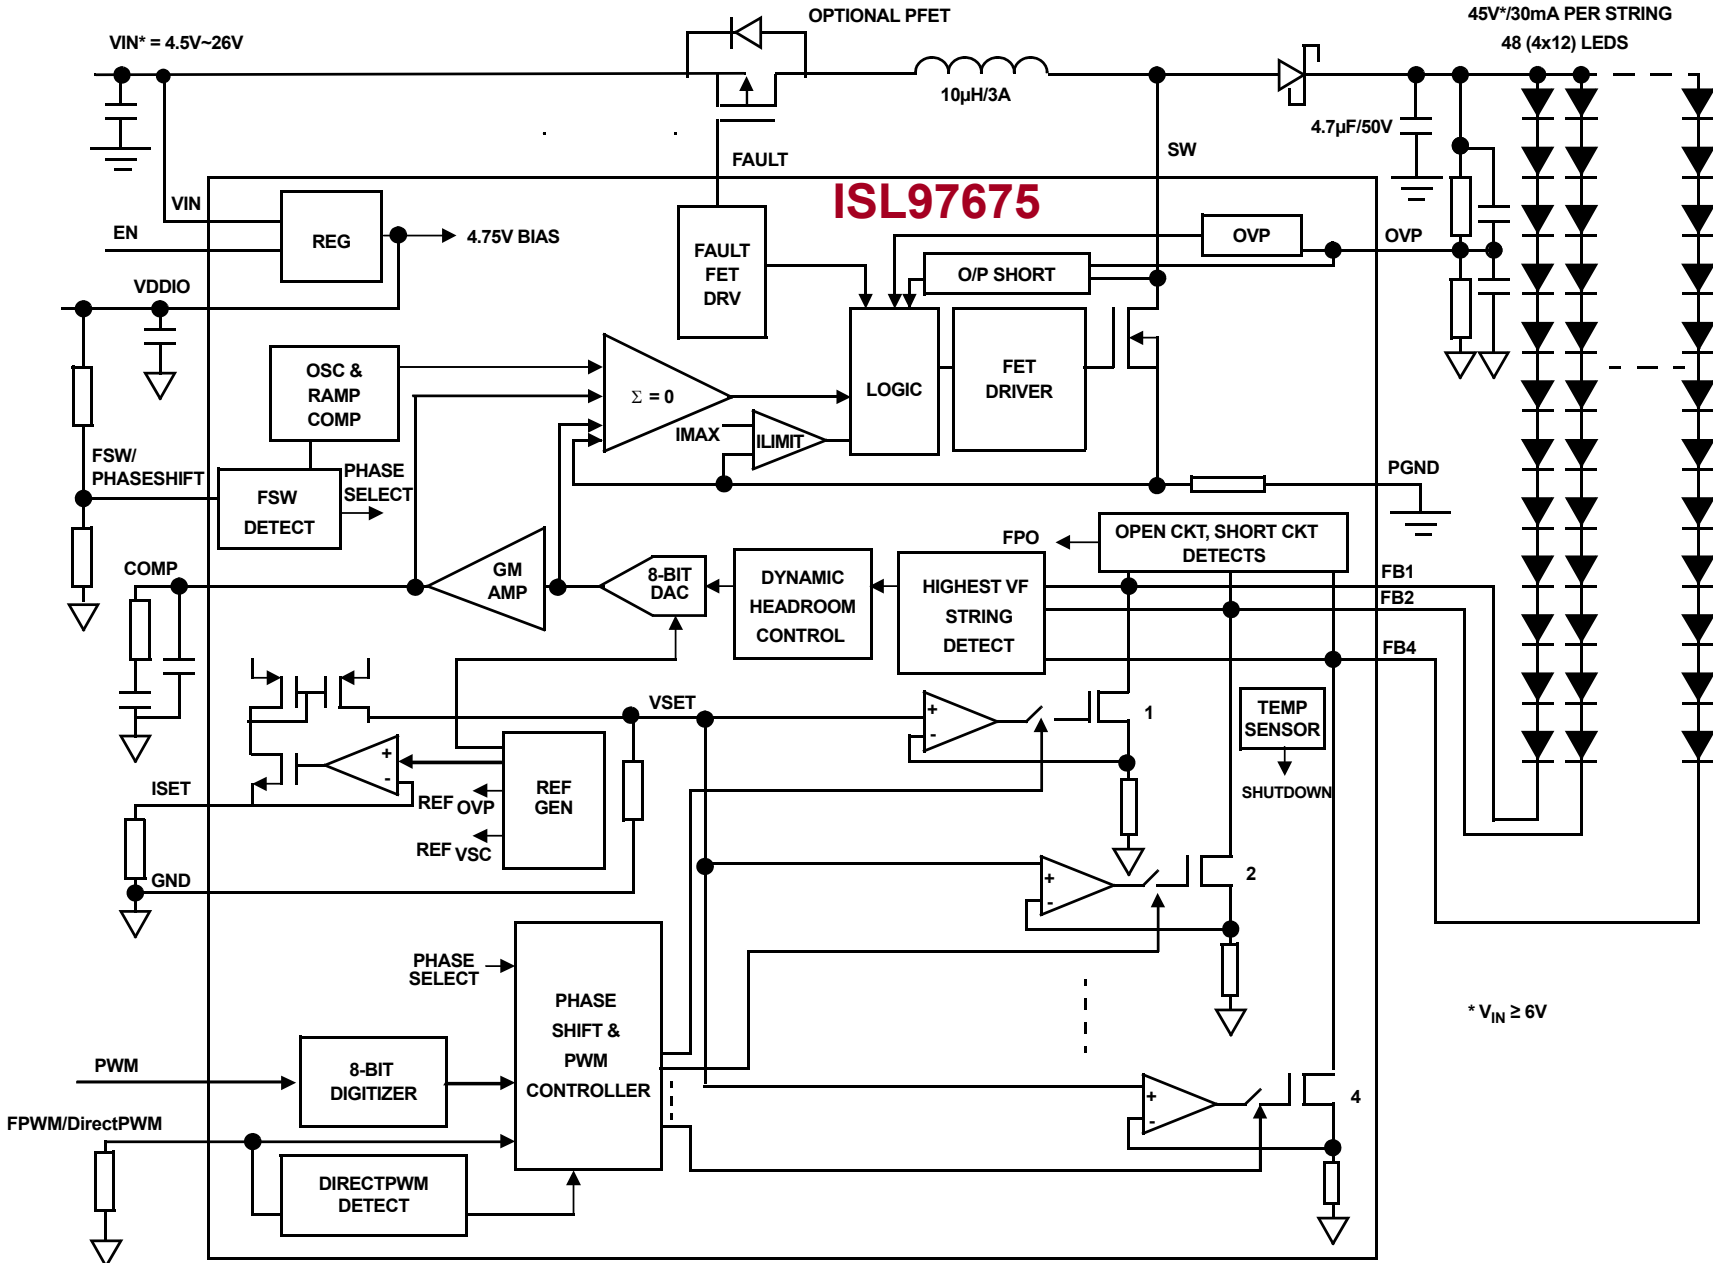 OPTIONAL PFET
45V*/30mA PER STRING
48 (4x12) LEDS
VIN* = 4.5V~26V
10µH/3A
4.7µF/50V
SW
FAULT
ISL97675
VIN
EN
REG
4.75V BIAS
FAULT
FET
DRV
OVP
OVP
O/P SHORT
VDDIO
OSC &
RAMP
COMP
Σ = 0
LOGIC
FET
DRIVER
IMAX
ILIMIT
FSW/
PHASESHIFT
FSW
DETECT
PHASE
SELECT
PGND
FPO
OPEN CKT, SHORT CKT
DETECTS
COMP
GM
AMP
8-BIT
DAC
DYNAMIC
HEADROOM
CONTROL
HIGHEST VF
STRING
DETECT
FB1
FB2
FB4
VSET
+
-
1
TEMP
SENSOR
SHUTDOWN
+
-
ISET
REF OVP
REF VSC
REF
GEN
GND
+
-
2
PHASE
SELECT
PHASE
SHIFT &
PWM
CONTROLLER
* VIN ≥ 6V
PWM
8-BIT
DIGITIZER
+
-
4
FPWM/DirectPWM
DIRECTPWM
DETECT